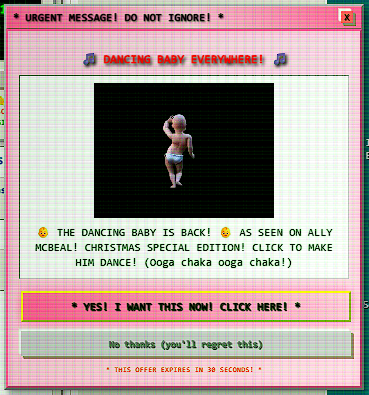 * URGENT MESSAGE! DO NOT IGNORE! *
X
🎵 DANCING BABY EVERYWHERE! 🎵
👶 THE DANCING BABY IS BACK! 👶 AS SEEN ON ALLY
MCBEAL! CHRISTMAS SPECIAL EDITION! CLICK TO MAKE
HIM DANCE! (Ooga chaka ooga chaka!)
* YES! I WANT THIS NOW! CLICK HERE! *
No thanks (you'll regret this)
* THIS OFFER EXPIRES IN 30 SECONDS! *